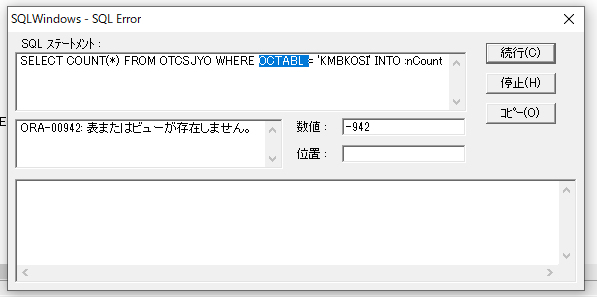 SQLWindows - SQL Error
SQL ステートメント:
SELECT COUNT(*) FROM OTCSJYO WHERE OCTABL = 'KMBKOSI' INTO :nCount
続行(C)
停止(H)
ｺﾋﾟｰ(O)
ORA-00942: 表またはビューが存在しません。
数値: -942
位置: